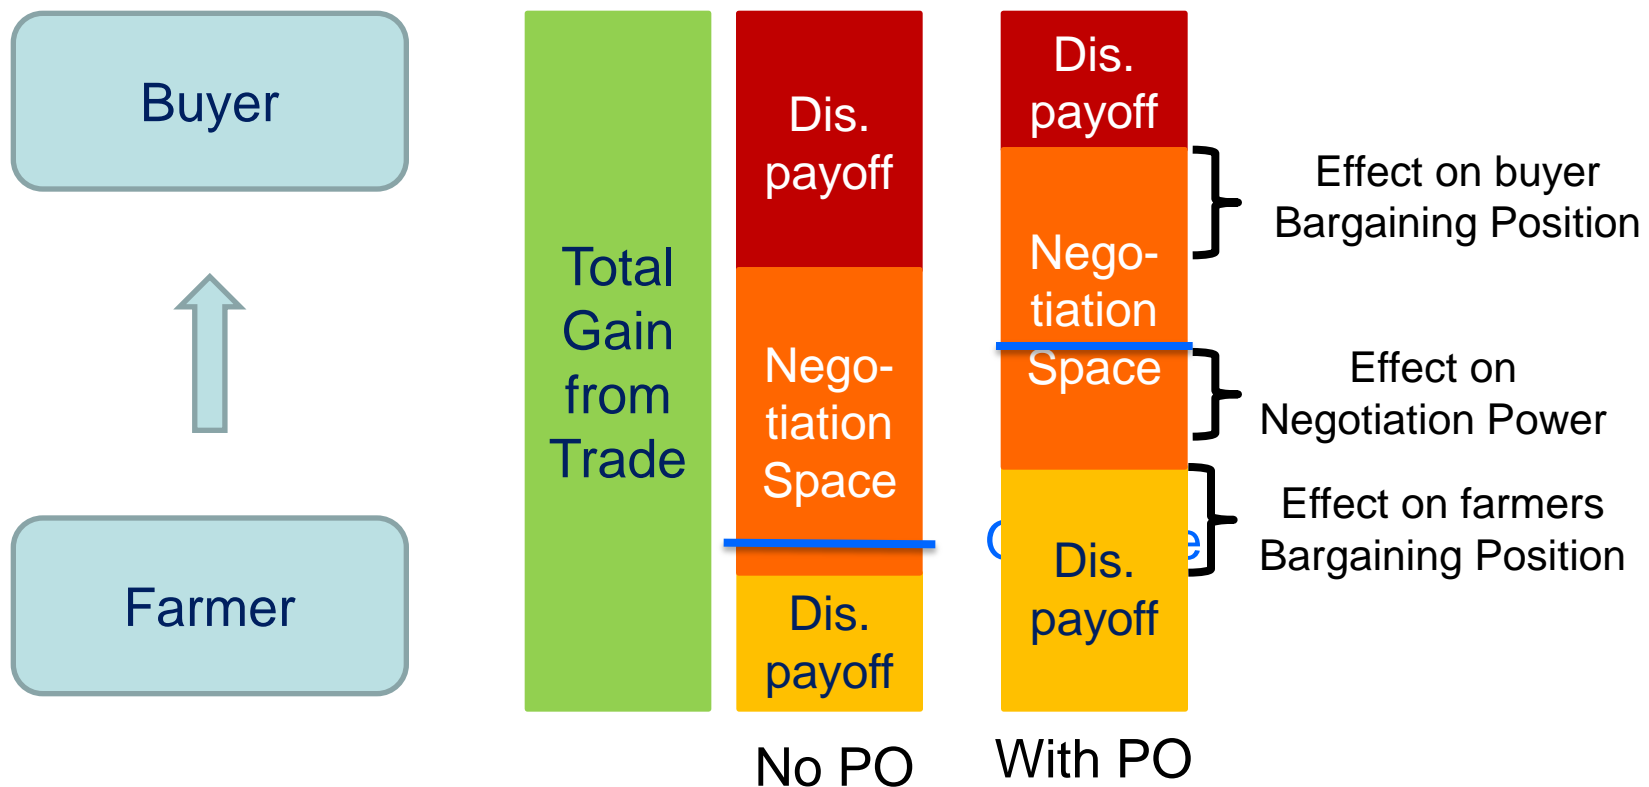 Buyer
Farmer
Total
Gain
from
Trade
Dis.
payoff
Nego-
tiation
Space
Dis.
payoff
No PO
Dis.
payoff
Nego-
tiation
Space
Dis.
payoff
With PO
Effect on buyer
Bargaining Position
Effect on
Negotiation Power
Effect on farmers
Bargaining Position